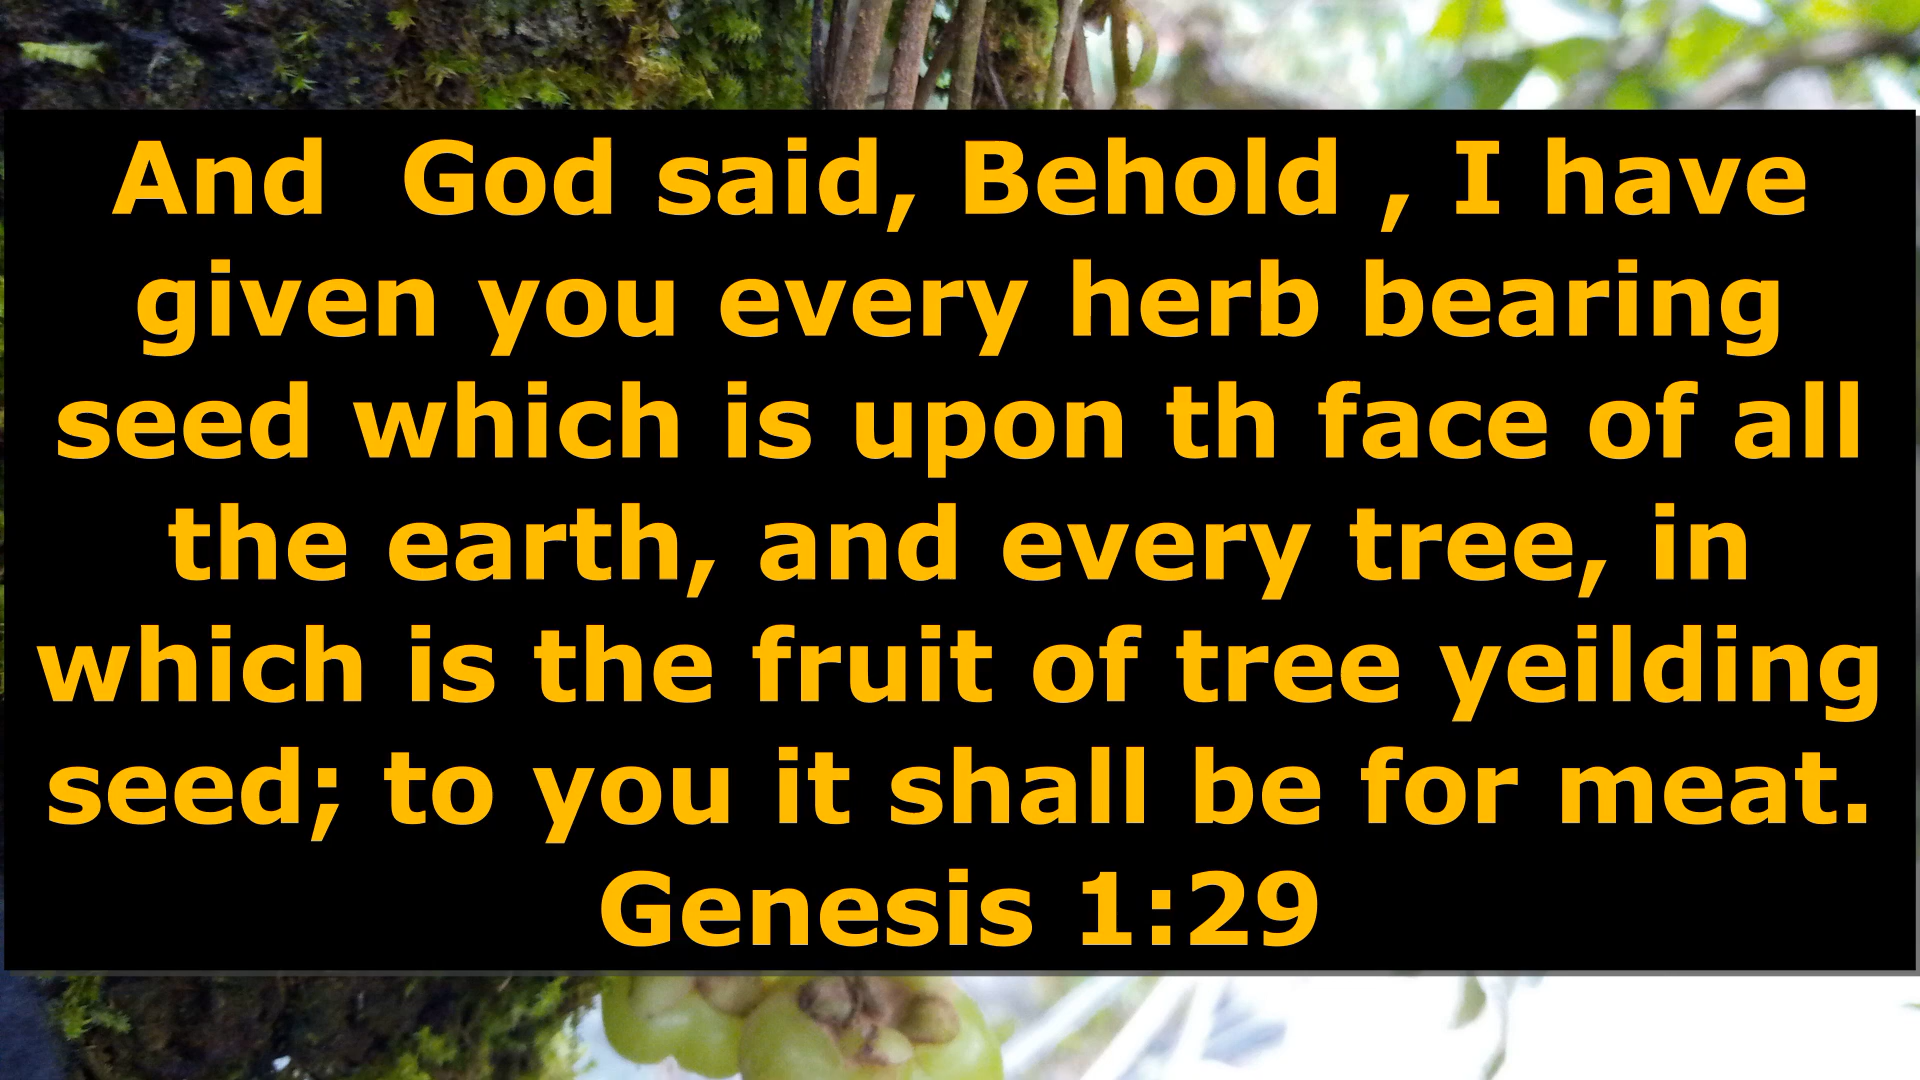 And  God said, Behold , I have
given you every herb bearing
seed which is upon th face of all
the earth, and every tree, in
which is the fruit of tree yeilding
seed; to you it shall be for meat.
Genesis 1:29